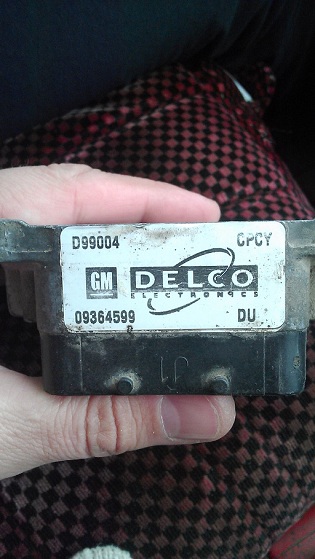 D99004 CPCY
GM DELCO
ELECTRONICS
09364599 DU